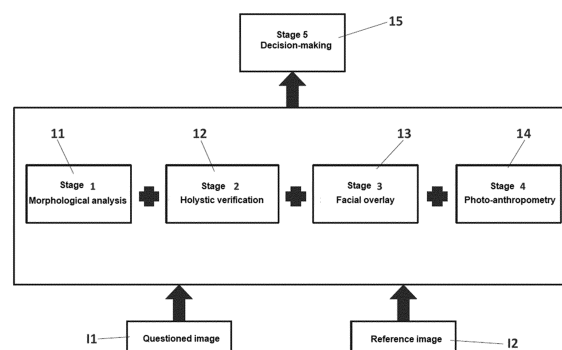 Stage 5
Decision-making
15
11
12
13
14
Stage 1
Morphological analysis
Stage 2
Holystic verification
Stage 3
Facial overlay
Stage 4
Photo-anthropometry
I1
Questioned image
Reference image
I2